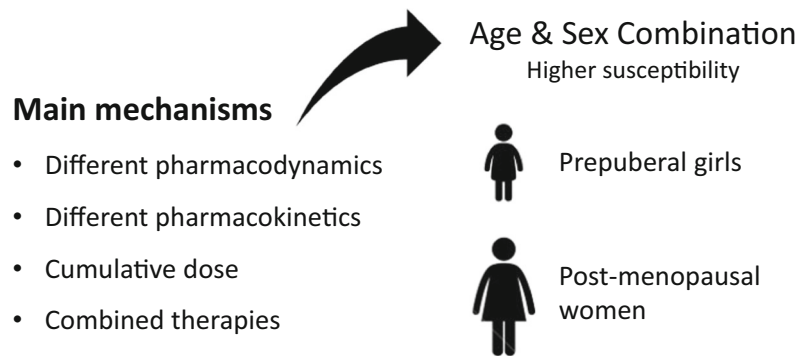 Age & Sex Combination
Higher susceptibility
Main mechanisms
• Different pharmacodynamics
• Different pharmacokinetics
• Cumulative dose
• Combined therapies
Prepuberal girls
Post-menopausal
women